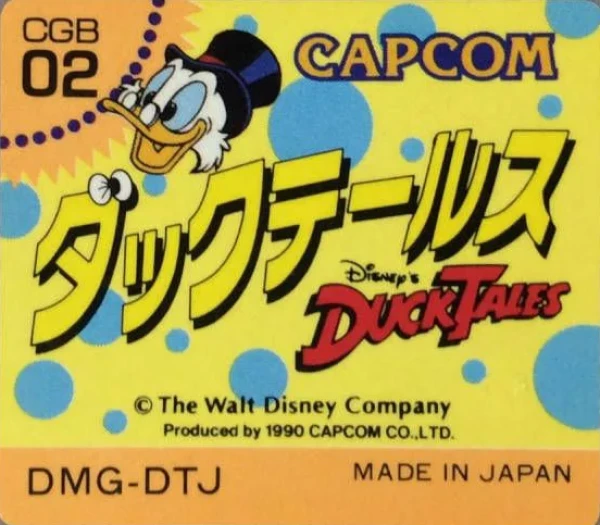 CGB
02
CAPCOM
ダックテールス
Disney's
DUCKTALES
© The Walt Disney Company
Produced by 1990 CAPCOM CO.,LTD.
DMG-DTJ
MADE IN JAPAN